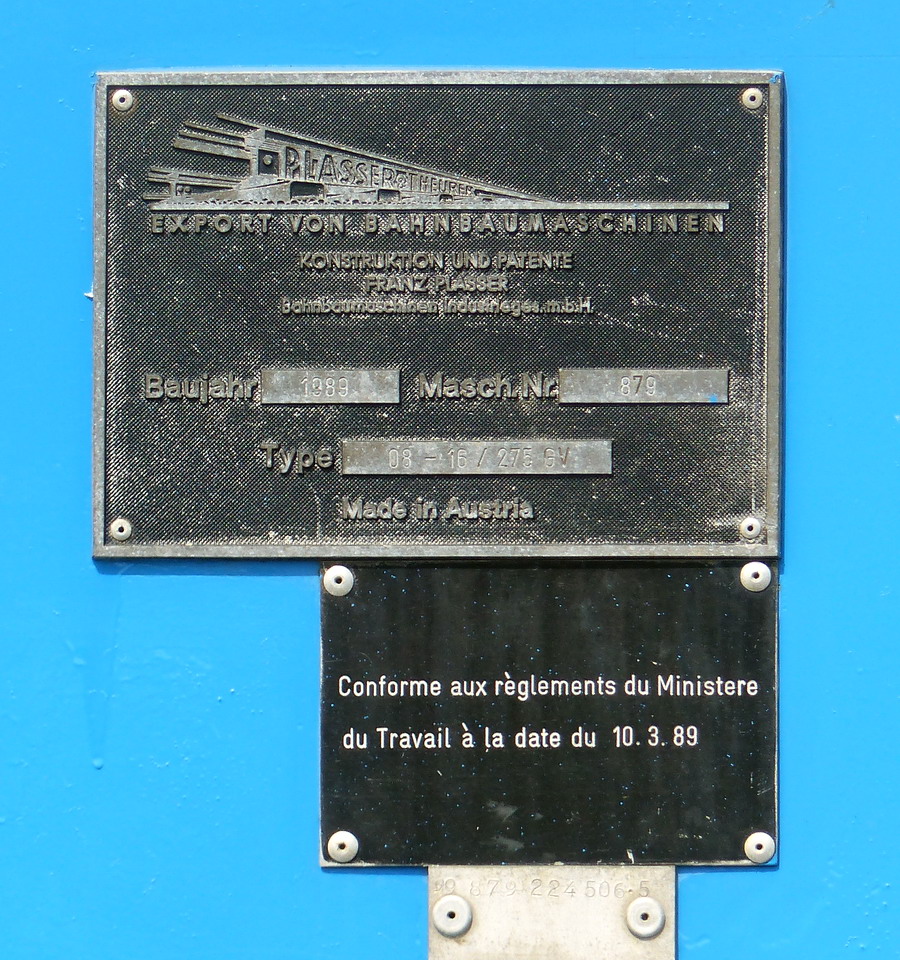 PLASSER & THEURER
EXPORT VON BAHNBAUMASCHINEN
KONSTRUKTION UND PATENTE
FRANZ PLASSER
Bahnbaumaschinen Industrieges.m.b.H.
Baujahr 1989 Masch.Nr. 879
Type 08 - 16 / 275 GV
Made in Austria
Conforme aux règlements du Ministere
du Travail à la date du 10. 3. 89
879 224 506-5